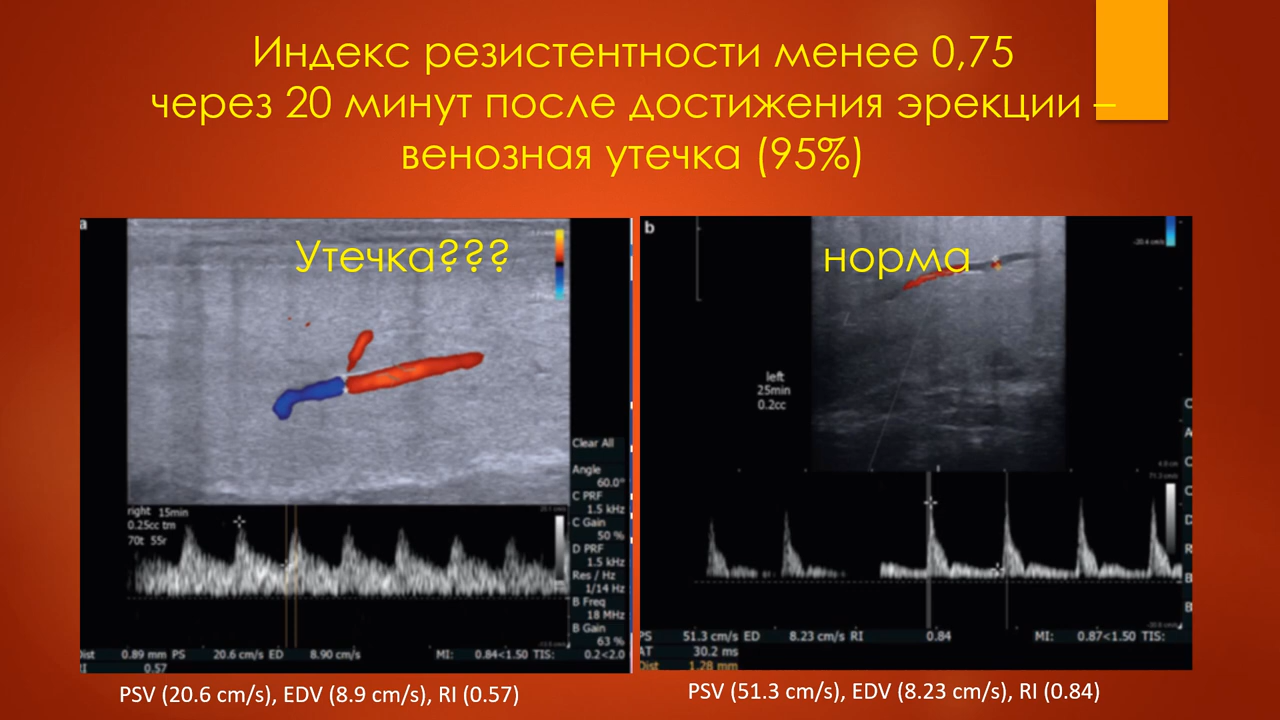 Индекс резистентности менее 0,75
через 20 минут после достижения эрекции –
венозная утечка (95%)
a
Утечка???
Clear All
Angle
60.0°
C PRF
1.5 kHz
C Gain
50 %
D PRF
1.5 kHz
Res / Hz
1/14 Hz
B Freq
18 MHz
B Gain
63 %
right 15min
0.25cc tm
70t 55r
Dist 0.89 mm PS 20.6 cm/s ED 8.90 cm/s MI: 0.84<1.50 TIS: 0.2<2.0
RI 0.57
b
норма
-20.4 cm/s
left
25min
0.2cc
PS 51.3 cm/s ED 8.23 cm/s RI 0.84 MI: 0.87<1.50 TIS:
AT 30.2 ms
Dist 1.28 mm
PSV (20.6 cm/s), EDV (8.9 cm/s), RI (0.57)
PSV (51.3 cm/s), EDV (8.23 cm/s), RI (0.84)